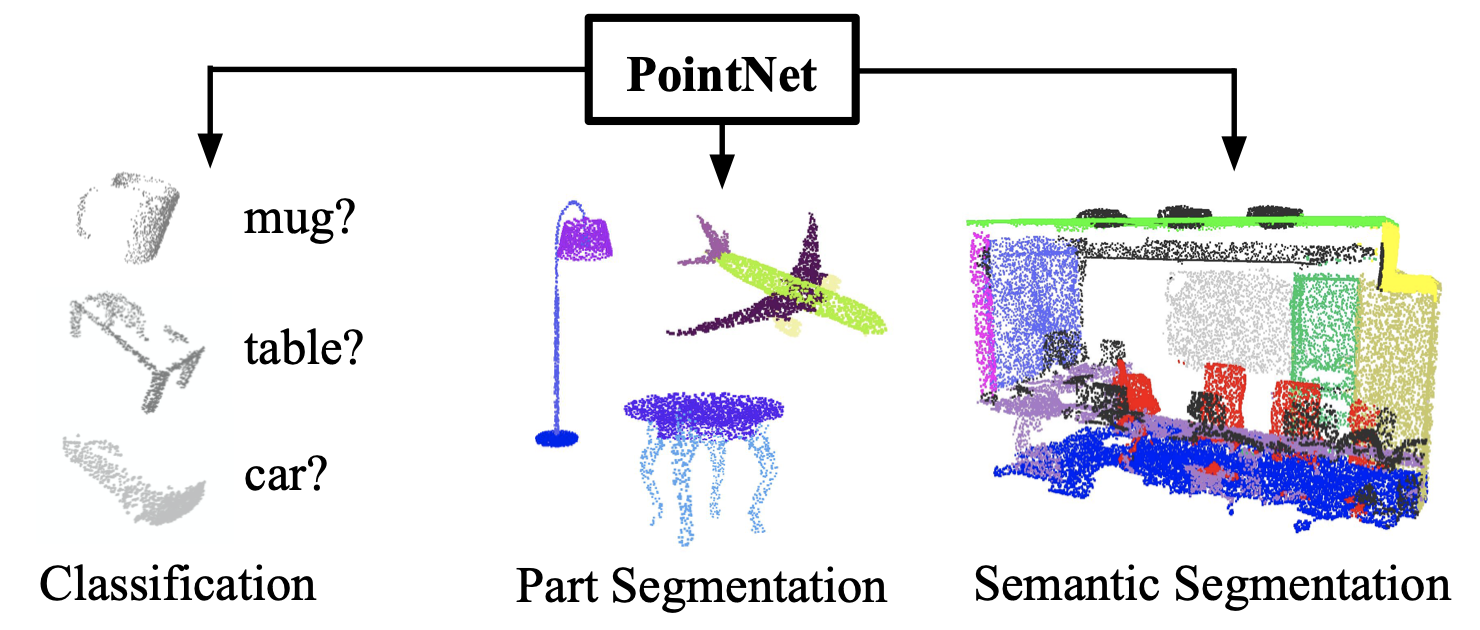 PointNet
mug?
table?
car?
Classification
Part Segmentation
Semantic Segmentation